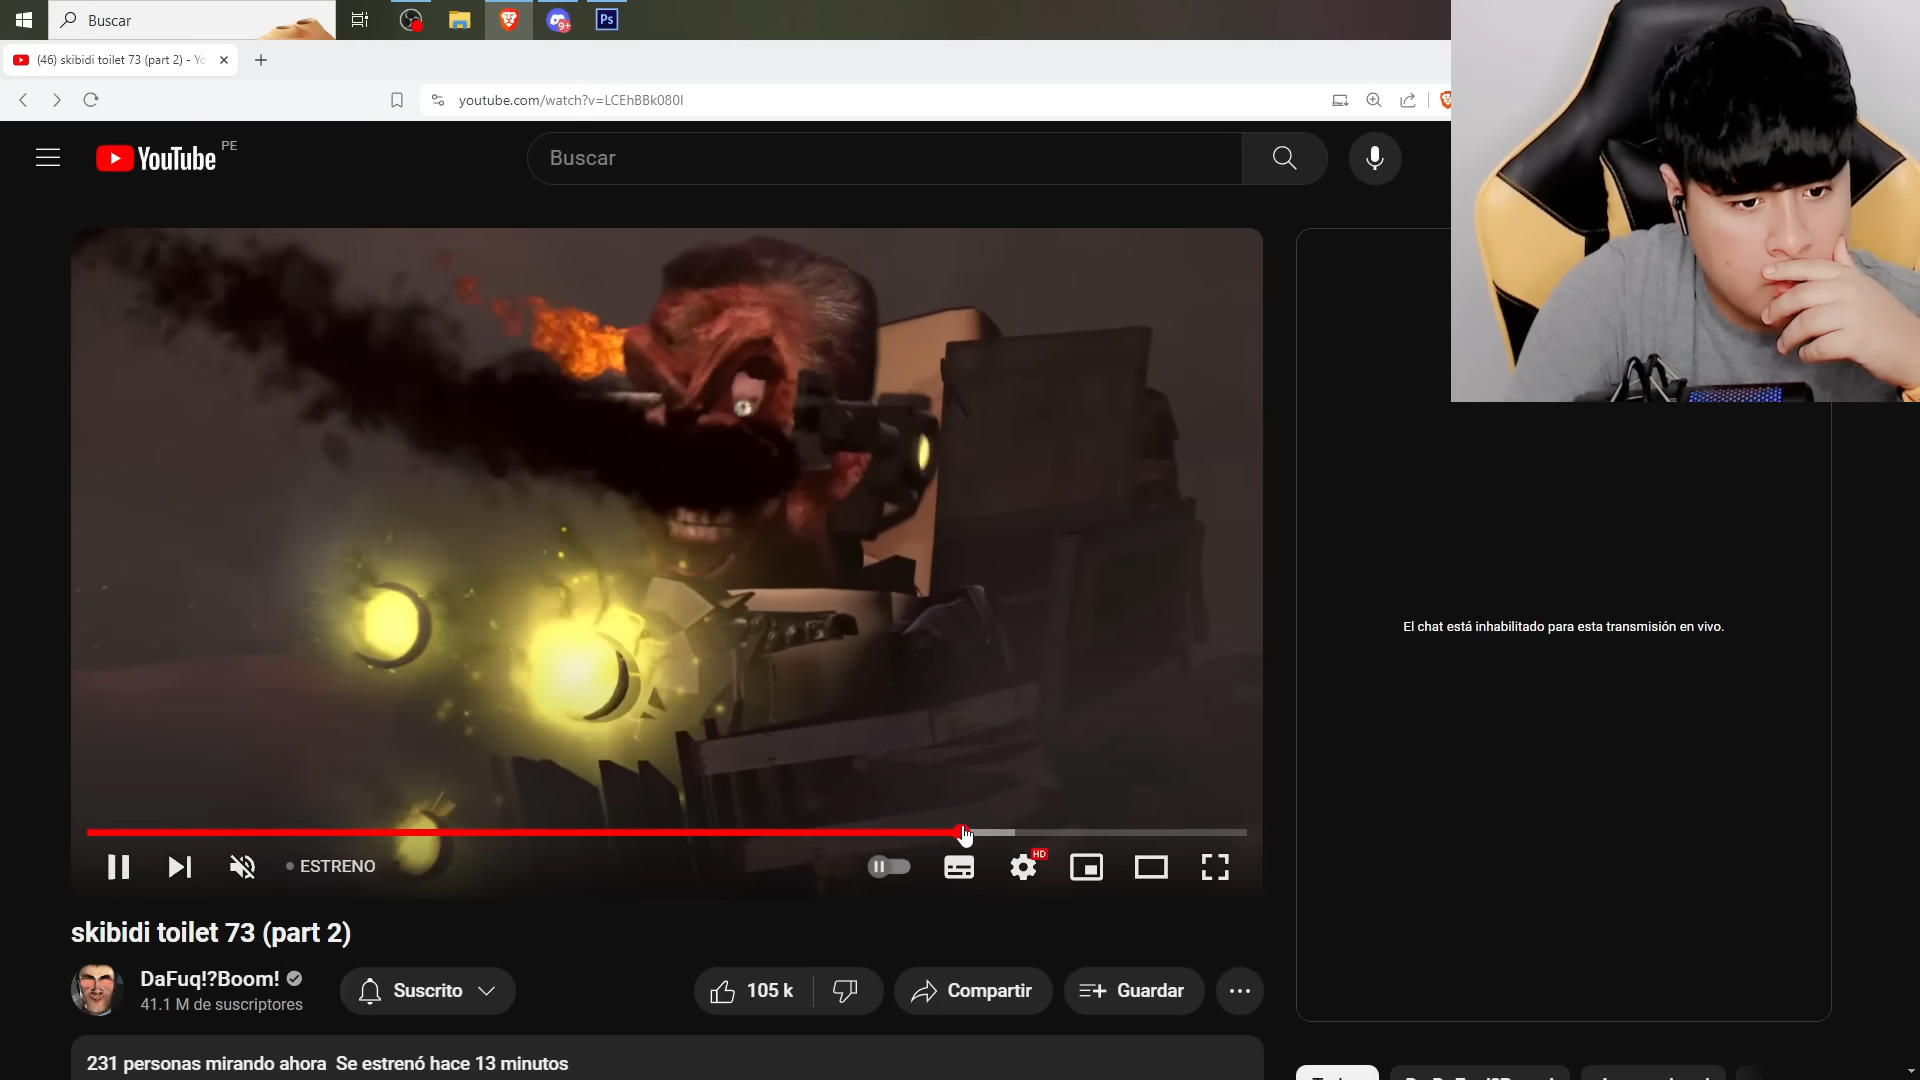 Buscar
Ps
9+
(46) skibidi toilet 73 (part 2) - Yo
youtube.com/watch?v=LCEhBBk080I
YouTube PE
Buscar
El chat está inhabilitado para esta transmisión en vivo.
ESTRENO
HD
skibidi toilet 73 (part 2)
DaFuq!?Boom!
41.1 M de suscriptores
Suscrito
105 k
Compartir
Guardar
231 personas mirando ahora Se estrenó hace 13 minutos